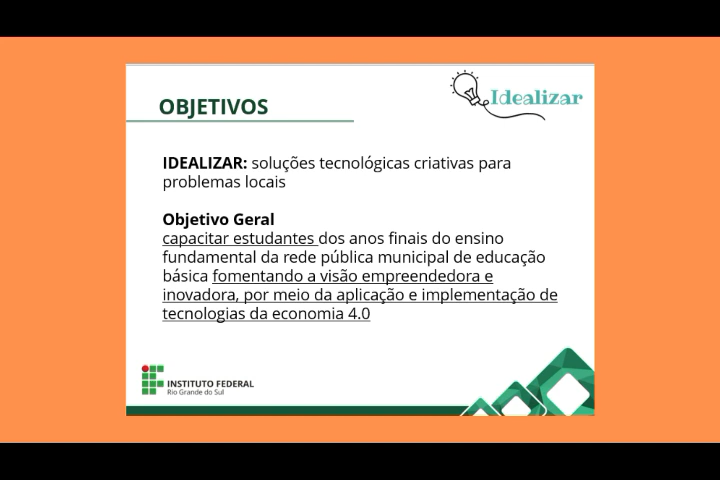 Idealizar
OBJETIVOS
IDEALIZAR: soluções tecnológicas criativas para
problemas locais
Objetivo Geral
capacitar estudantes dos anos finais do ensino
fundamental da rede pública municipal de educação
básica fomentando a visão empreendedora e
inovadora, por meio da aplicação e implementação de
tecnologias da economia 4.0
INSTITUTO FEDERAL
Rio Grande do Sul